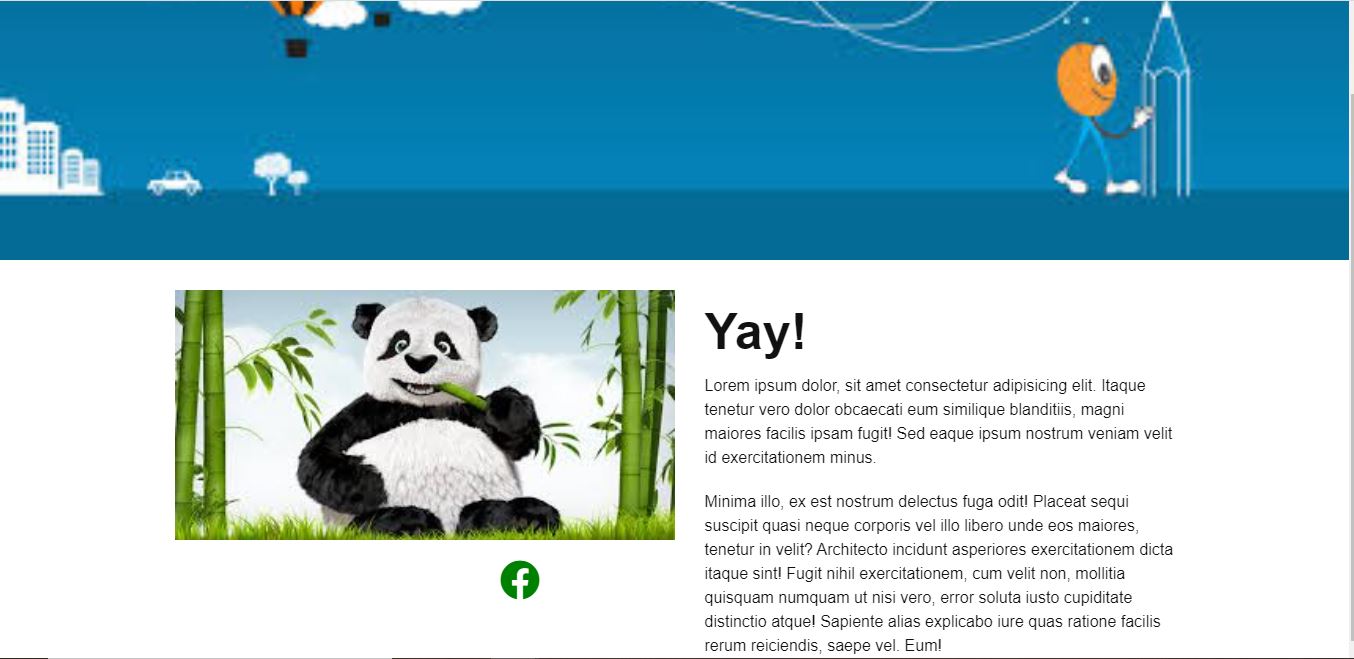 Yay!
Lorem ipsum dolor, sit amet consectetur adipisicing elit. Itaque
tenetur vero dolor obcaecati eum similique blanditiis, magni
maiores facilis ipsam fugit! Sed eaque ipsum nostrum veniam velit
id exercitationem minus.
Minima illo, ex est nostrum delectus fuga odit! Placeat sequi
suscipit quasi neque corporis vel illo libero unde eos maiores,
tenetur in velit? Architecto incidunt asperiores exercitationem dicta
itaque sint! Fugit nihil exercitationem, cum velit non, mollitia
quisquam numquam ut nisi vero, error soluta iusto cupiditate
distinctio atque! Sapiente alias explicabo iure quas ratione facilis
rerum reiciendis, saepe vel. Eum!